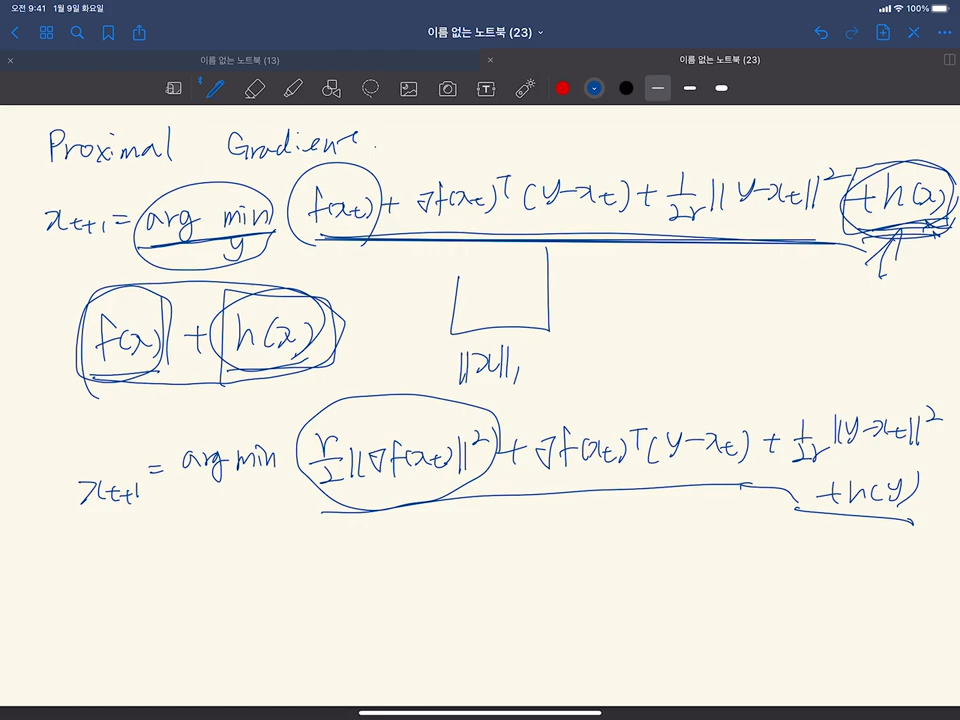 오전 9:41 1월 9일 화요일 100%
이름 없는 노트북 (23)
이름 없는 노트북 (13) 이름 없는 노트북 (23)
Proximal Gradient.
x_{t+1} = arg min_y f(x_t) + ∇f(x_t)^T (y-x_t) + 1/2r ||y-x_t||^2 + h(x)
f(x) + h(x)
||x||_1
x_{t+1} = arg min r/2 ||∇f(x_t)||^2 + ∇f(x_t)^T (y-x_t) + 1/2r ||y-x_t||^2
+h(y)